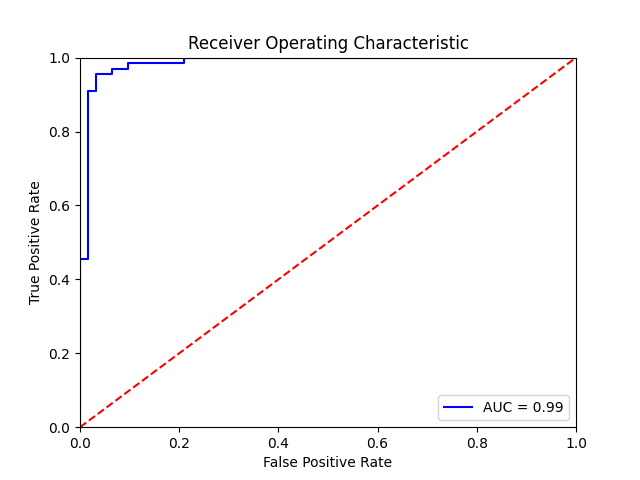 Receiver Operating Characteristic
1.0
0.8
0.6
0.4
0.2
0.0
True Positive Rate
AUC = 0.99
0.0 0.2 0.4 0.6 0.8 1.0
False Positive Rate